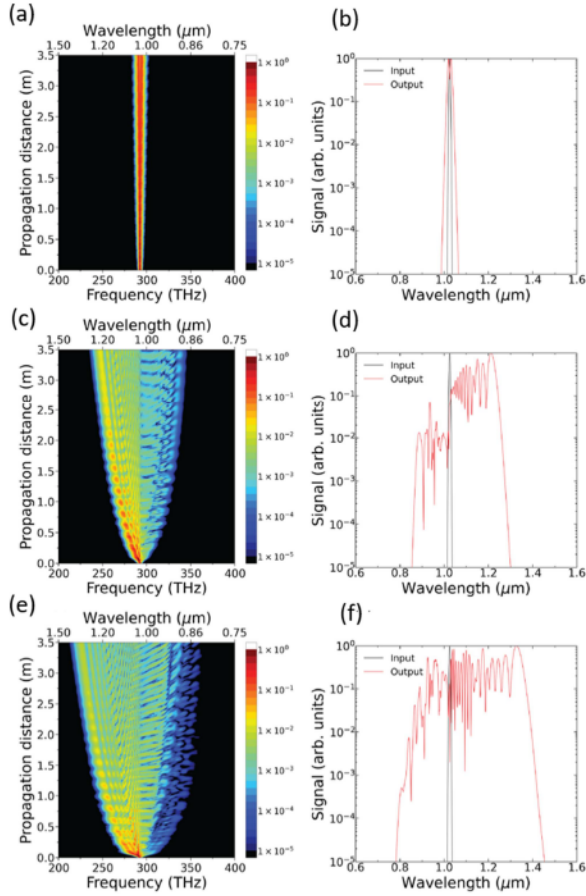 (a)
Wavelength (μm)
1.50 1.20 1.00 0.86 0.75
3.5
3.0
2.5
2.0
1.5
1.0
0.5
0.0
Propagation distance (m)
200 250 300 350 400
Frequency (THz)
1 × 10⁰
1 × 10⁻¹
1 × 10⁻²
1 × 10⁻³
1 × 10⁻⁴
1 × 10⁻⁵
(b)
10⁰
10⁻¹
10⁻²
10⁻³
10⁻⁴
10⁻⁵
Signal (arb. units)
Input
Output
0.6 0.8 1.0 1.2 1.4 1.6
Wavelength (μm)
(c)
Wavelength (μm)
1.50 1.20 1.00 0.86 0.75
3.5
3.0
2.5
2.0
1.5
1.0
0.5
0.0
Propagation distance (m)
200 250 300 350 400
Frequency (THz)
1 × 10⁰
1 × 10⁻¹
1 × 10⁻²
1 × 10⁻³
1 × 10⁻⁴
1 × 10⁻⁵
(d)
10⁰
10⁻¹
10⁻²
10⁻³
10⁻⁴
10⁻⁵
Signal (arb. units)
Input
Output
0.6 0.8 1.0 1.2 1.4 1.6
Wavelength (μm)
(e)
Wavelength (μm)
1.50 1.20 1.00 0.86 0.75
3.5
3.0
2.5
2.0
1.5
1.0
0.5
0.0
Propagation distance (m)
200 250 300 350 400
Frequency (THz)
1 × 10⁰
1 × 10⁻¹
1 × 10⁻²
1 × 10⁻³
1 × 10⁻⁴
1 × 10⁻⁵
(f)
10⁰
10⁻¹
10⁻²
10⁻³
10⁻⁴
10⁻⁵
Signal (arb. units)
Input
Output
0.6 0.8 1.0 1.2 1.4 1.6
Wavelength (μm)